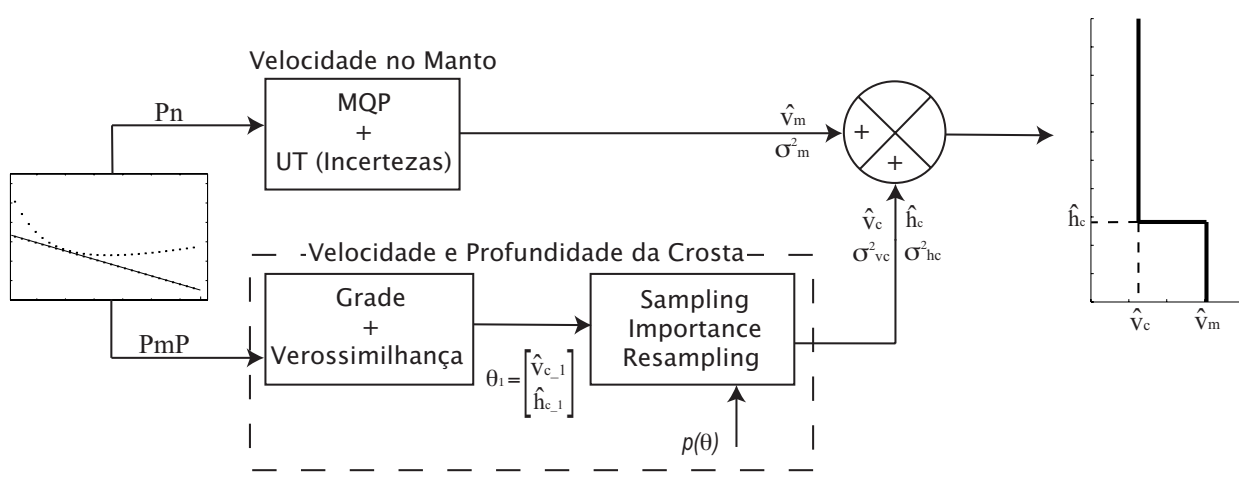 Velocidade no Manto
Pn
MQP
+
UT (Incertezas)
v̂m
σ²m
+
+
v̂c ĥc
σ²vc σ²hc
-Velocidade e Profundidade da Crosta
PmP
Grade
+
Verossimilhança
θ1 = [v̂c_1
ĥc_1]
Sampling
Importance
Resampling
p(θ)
ĥc
v̂c v̂m